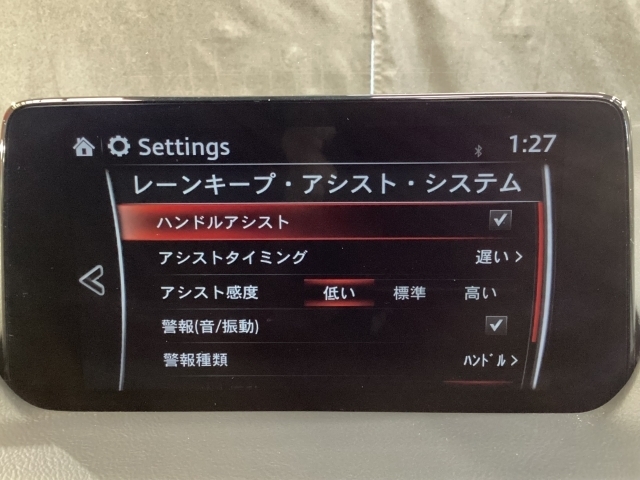 Settings 1:27
レーンキープ・アシスト・システム
ハンドルアシスト
アシストタイミング 遅い >
アシスト感度 低い 標準 高い
警報(音/振動)
警報種類 ﾊﾝﾄﾞﾙ >